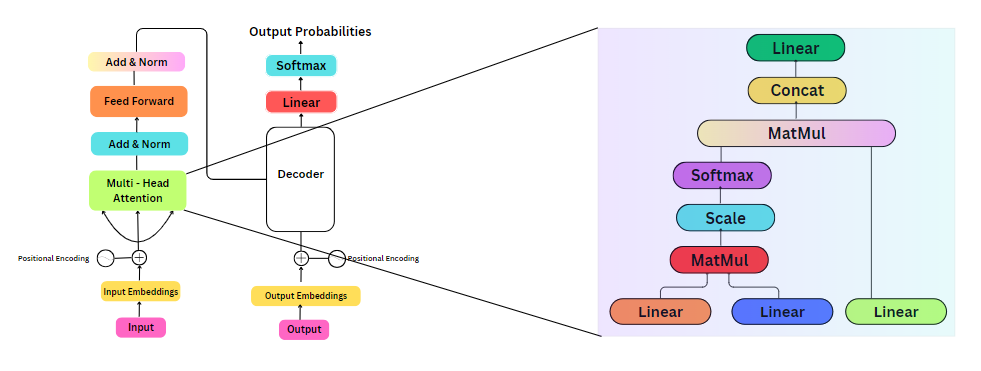 Add & Norm
Feed Forward
Add & Norm
Multi - Head
Attention
Positional Encoding
Input Embeddings
Input
Output Probabilities
Softmax
Linear
Decoder
Positional Encoding
Output Embeddings
Output
Linear
Concat
MatMul
Softmax
Scale
MatMul
Linear
Linear
Linear